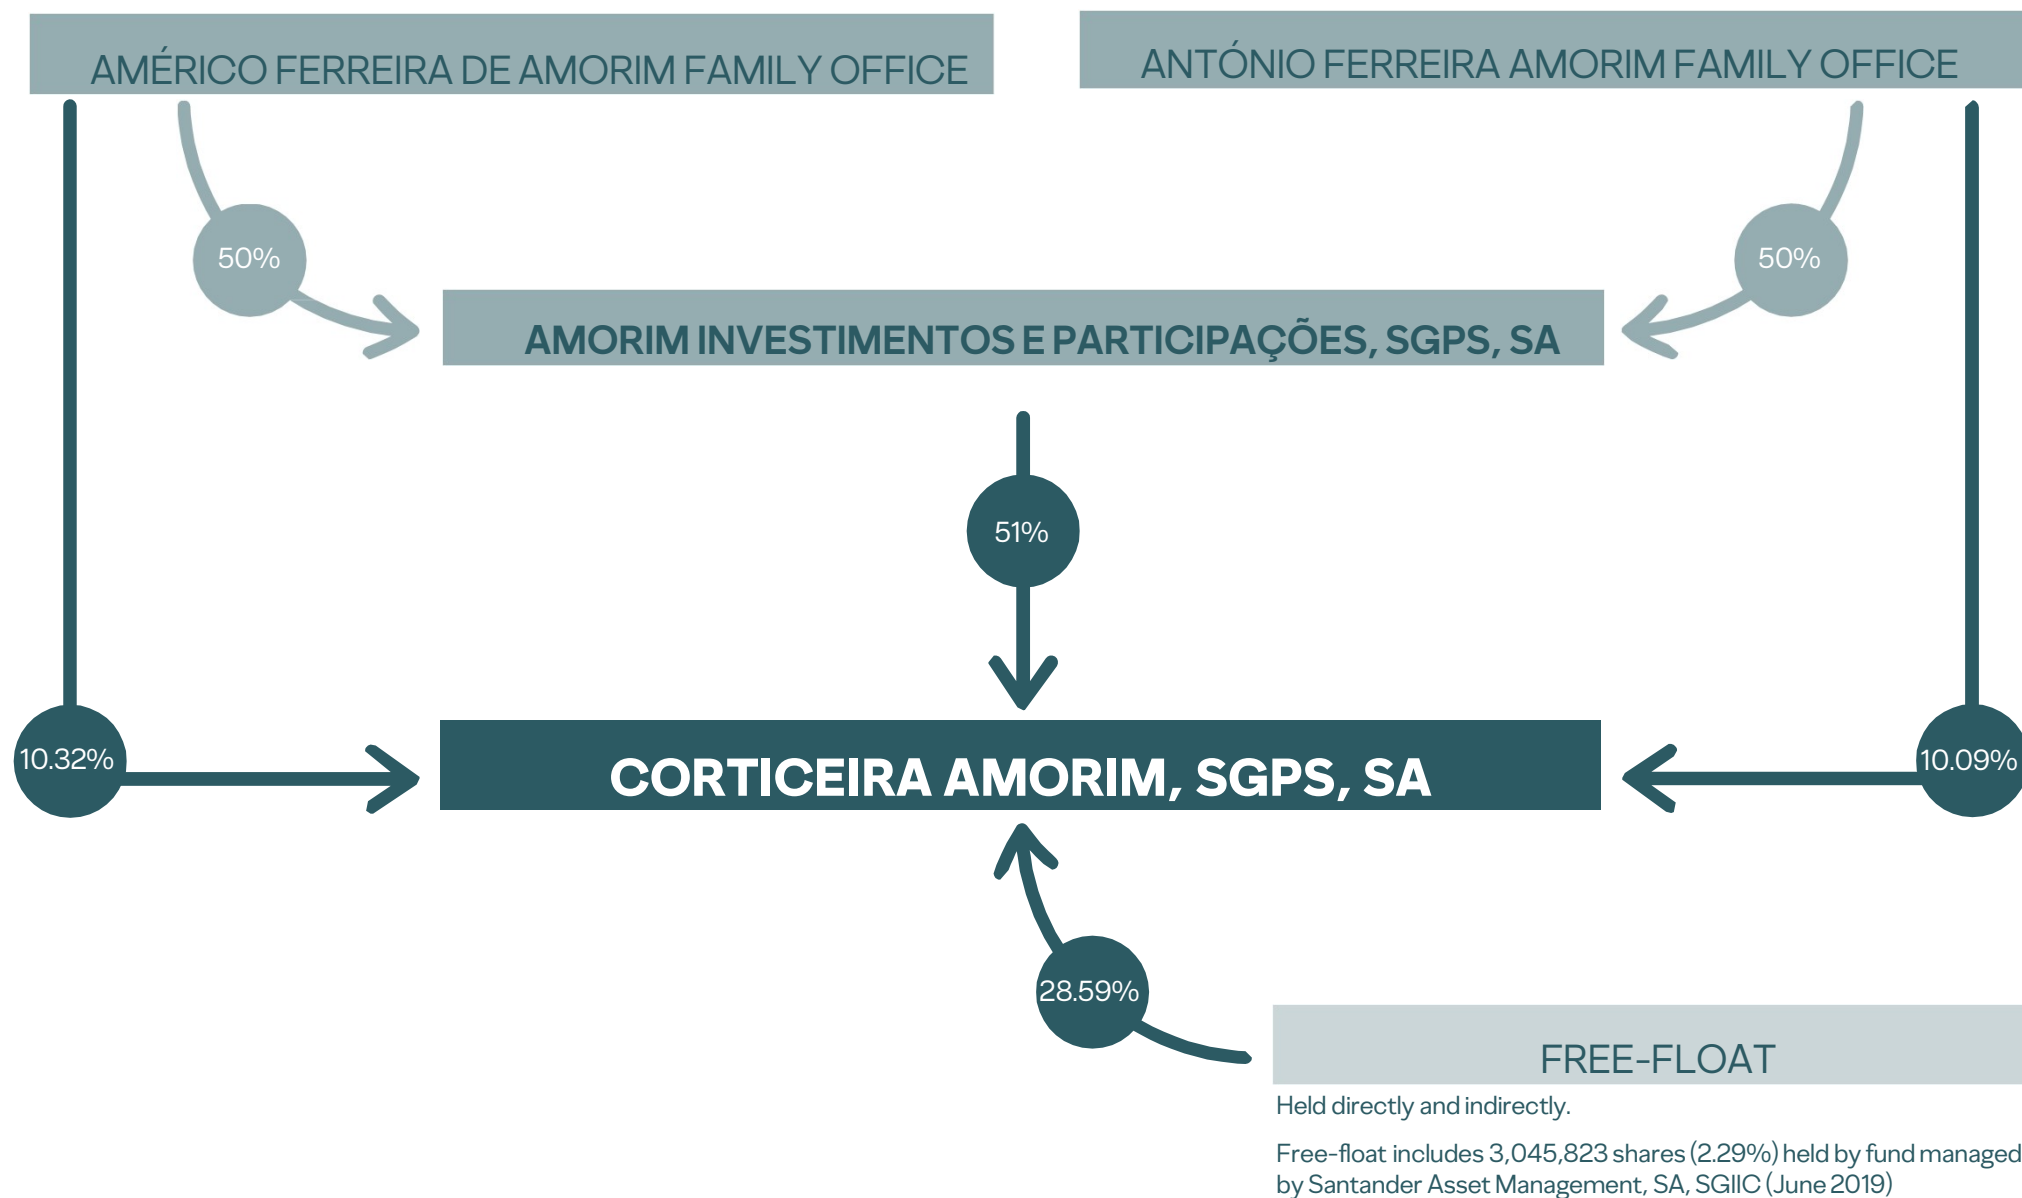 AMÉRICO FERREIRA DE AMORIM FAMILY OFFICE
ANTÓNIO FERREIRA AMORIM FAMILY OFFICE
50%
50%
AMORIM INVESTIMENTOS E PARTICIPAÇÕES, SGPS, SA
51%
10.32%
CORTICEIRA AMORIM, SGPS, SA
10.09%
28.59%
FREE-FLOAT
Held directly and indirectly.
Free-float includes 3,045,823 shares (2.29%) held by fund managed
by Santander Asset Management, SA, SGIIC (June 2019)